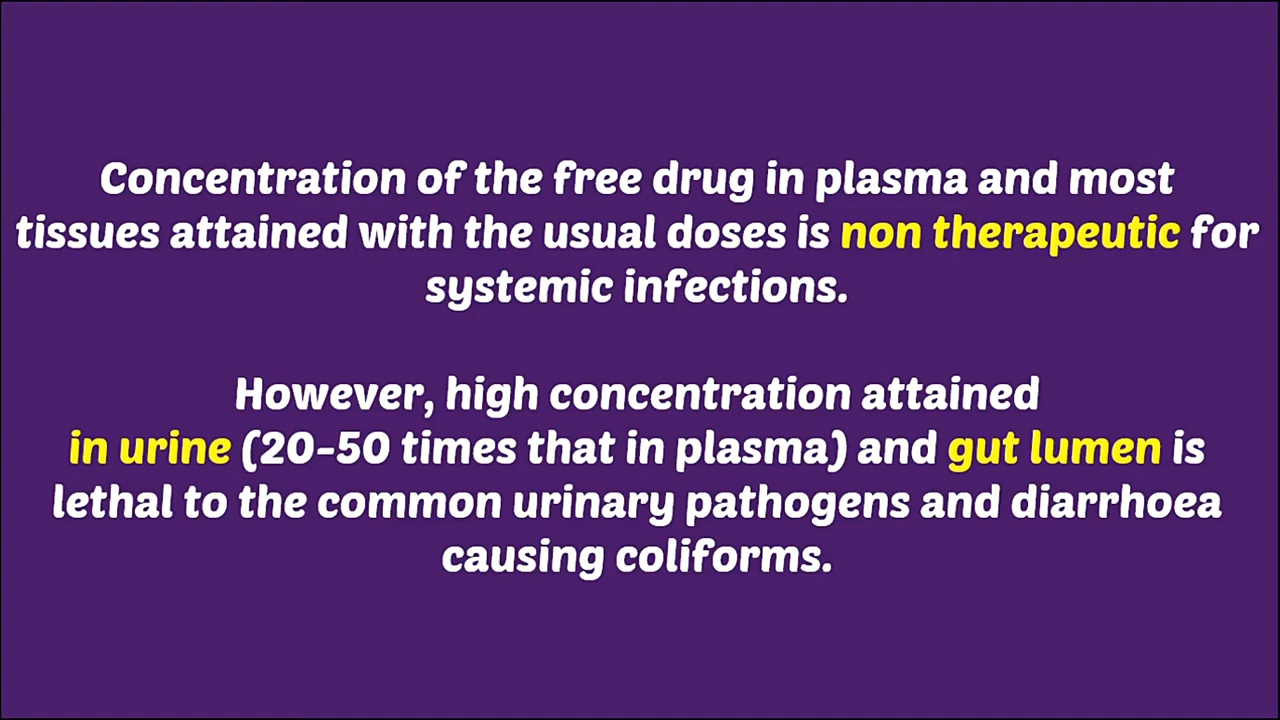 Concentration of the free drug in plasma and most
tissues attained with the usual doses is non therapeutic for
systemic infections.
However, high concentration attained
in urine (20-50 times that in plasma) and gut lumen is
lethal to the common urinary pathogens and diarrhoea
causing coliforms.